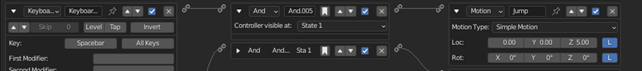 Keyboa... Keyboar...
Skip 0 Level Tap Invert
Key: Spacebar All Keys
First Modifier:
Second Modifier:
And And.005
Controller visible at: State 1
And And... Sta 1
Motion Jump
Motion Type: Simple Motion
Loc: 0.00 Y 0.00 Z 5.00 L
Rot: X 0° Y 0° Z 0° L